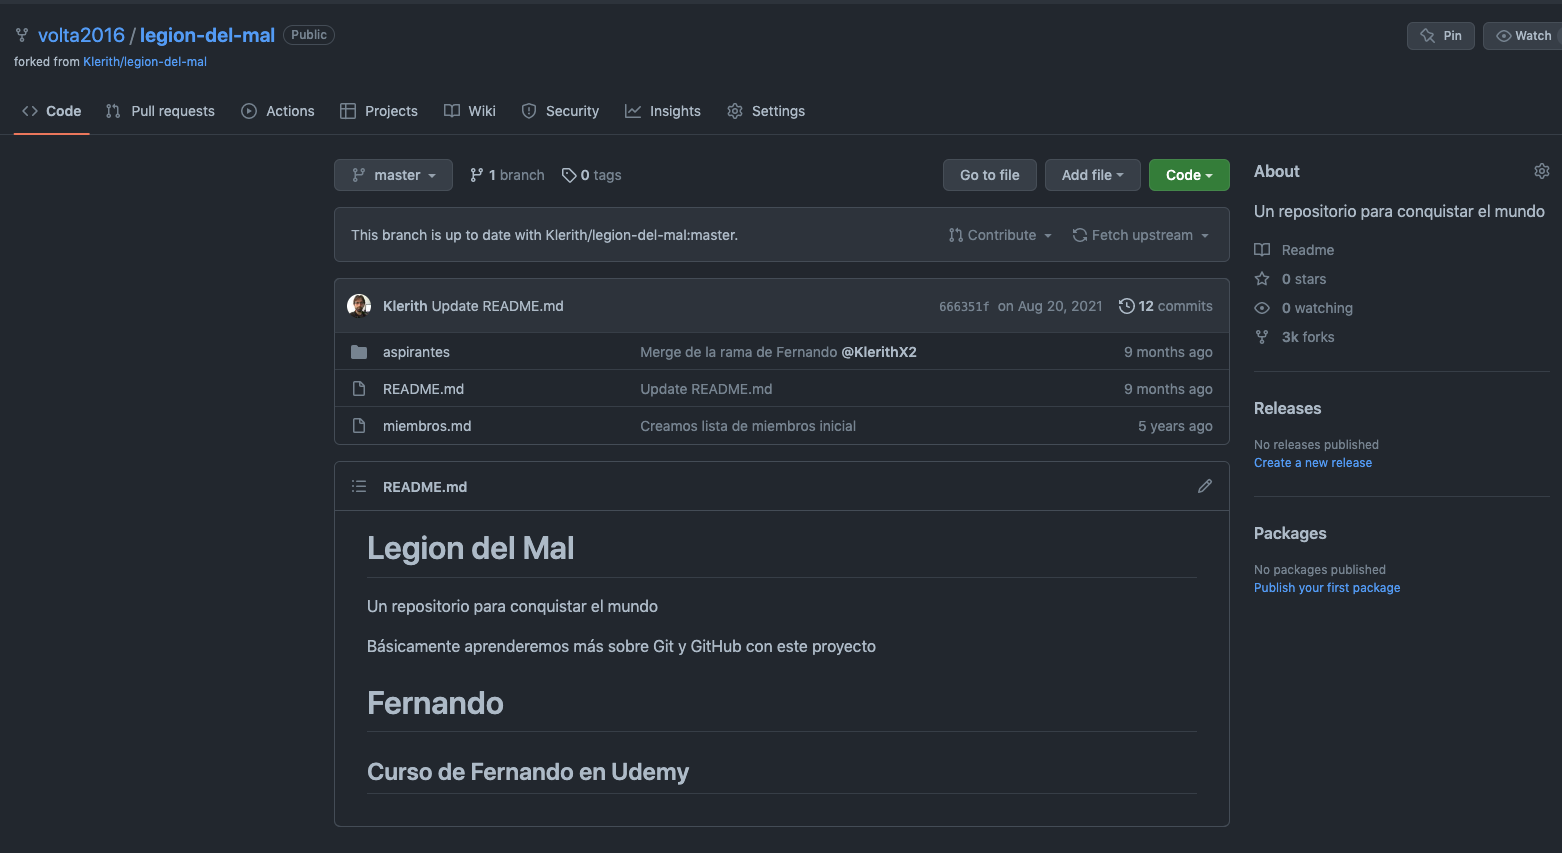 volta2016 / legion-del-mal Public
Pin
Watch
forked from Klerith/legion-del-mal
Code
Pull requests
Actions
Projects
Wiki
Security
Insights
Settings
master
1 branch
0 tags
Go to file
Add file
Code
This branch is up to date with Klerith/legion-del-mal:master.
Contribute
Fetch upstream
Klerith Update README.md
666351f on Aug 20, 2021
12 commits
aspirantes
Merge de la rama de Fernando @KlerithX2
9 months ago
README.md
Update README.md
9 months ago
miembros.md
Creamos lista de miembros inicial
5 years ago
README.md
Legion del Mal
Un repositorio para conquistar el mundo
Básicamente aprenderemos más sobre Git y GitHub con este proyecto
Fernando
Curso de Fernando en Udemy
About
Un repositorio para conquistar el mundo
Readme
0 stars
0 watching
3k forks
Releases
No releases published
Create a new release
Packages
No packages published
Publish your first package